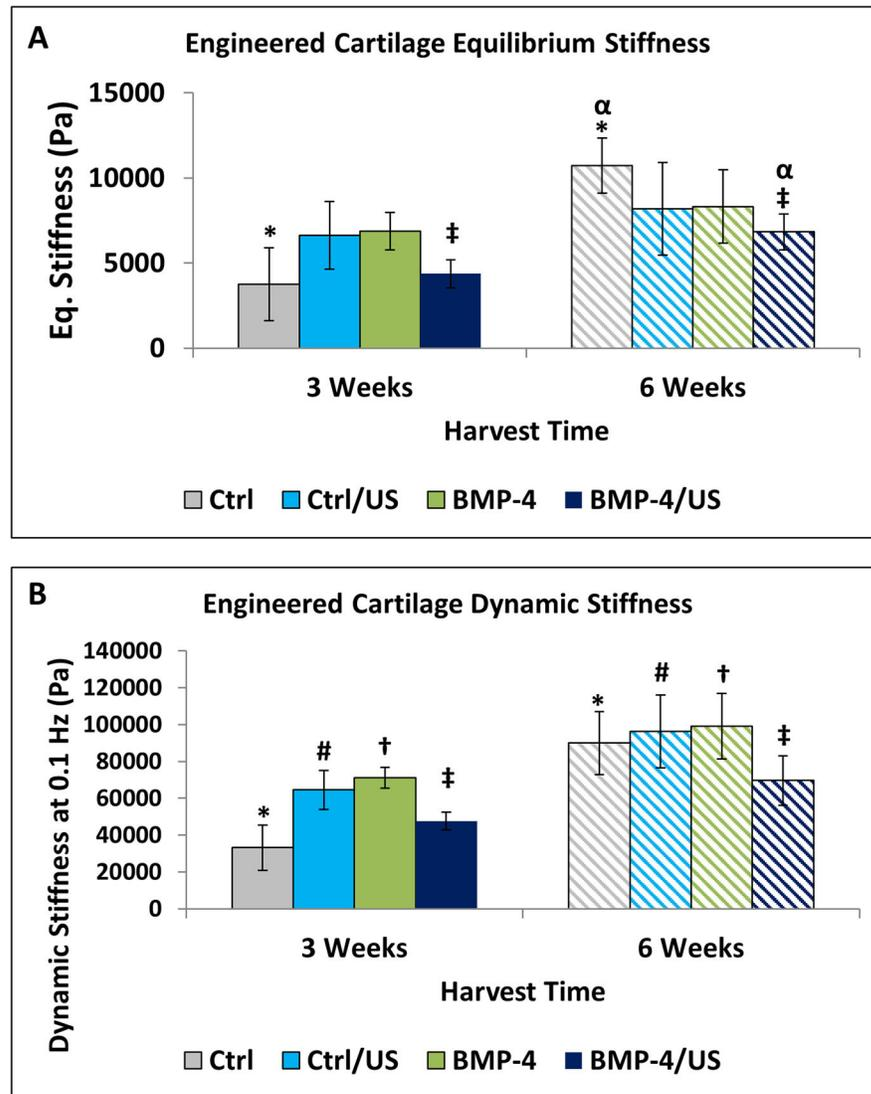 A
Engineered Cartilage Equilibrium Stiffness
Eq. Stiffness (Pa)
15000
10000
5000
0
*
‡
α
*
α
‡
3 Weeks
6 Weeks
Harvest Time
Ctrl
Ctrl/US
BMP-4
BMP-4/US
B
Engineered Cartilage Dynamic Stiffness
Dynamic Stiffness at 0.1 Hz (Pa)
140000
120000
100000
80000
60000
40000
20000
0
*
#
†
‡
*
#
†
‡
3 Weeks
6 Weeks
Harvest Time
Ctrl
Ctrl/US
BMP-4
BMP-4/US